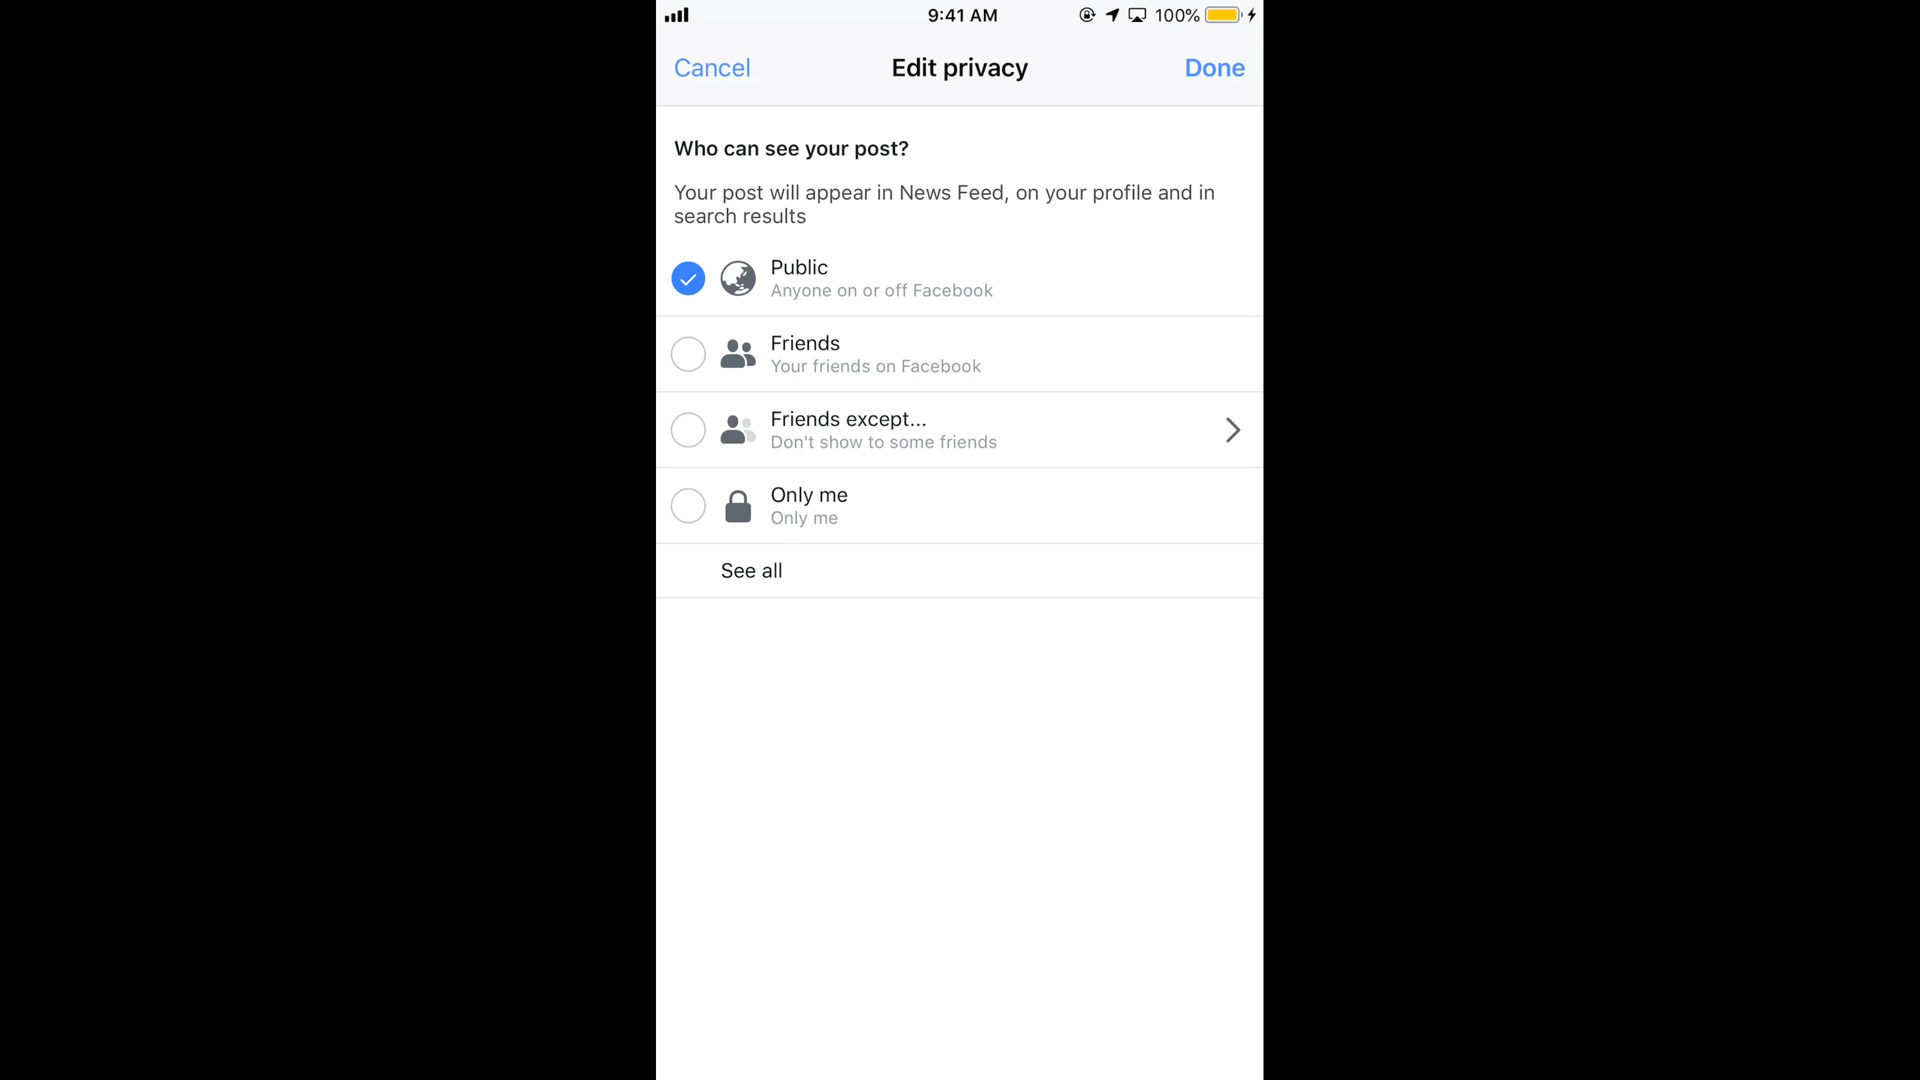 9:41 AM
100%
Cancel
Edit privacy
Done
Who can see your post?
Your post will appear in News Feed, on your profile and in
search results
Public
Anyone on or off Facebook
Friends
Your friends on Facebook
Friends except...
Don't show to some friends
Only me
Only me
See all